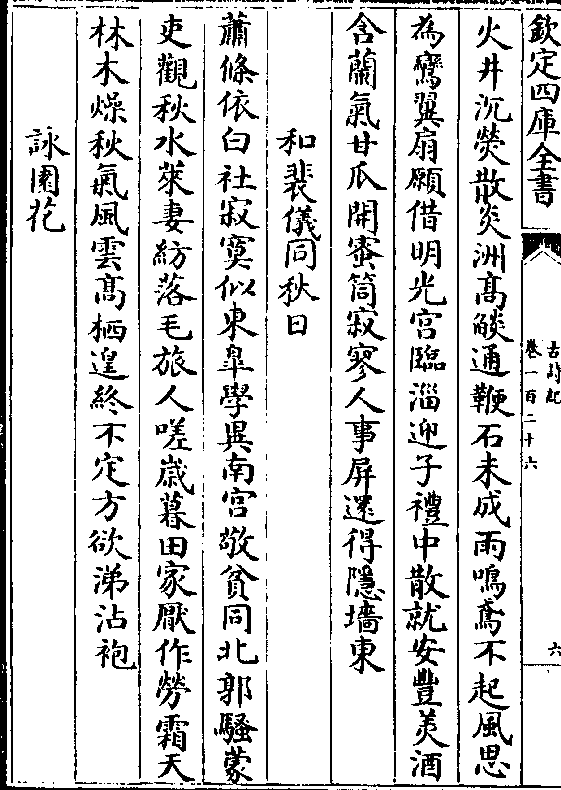 欽定四庫全書
古詩紀
卷一百二十六
六
火井沉熒散炎洲高㷔通鞭石未成雨鳴鳶不起風思
為鸞翼扇願借明光宫臨淄迎子禮中散就安豐美酒
含蘭氣甘瓜開蜜筒寂寥人事屏還得隱墻東
和裴儀同秋日
蕭條依白社寂寞似東臯學異南宫敬貧同北郭騷蒙
吏觀秋水萊妻紡落毛旅人嗟歳暮田家厭作勞霜天
林木燥秋氣風雲髙栖遑終不定方欲涕沾袍
詠園花